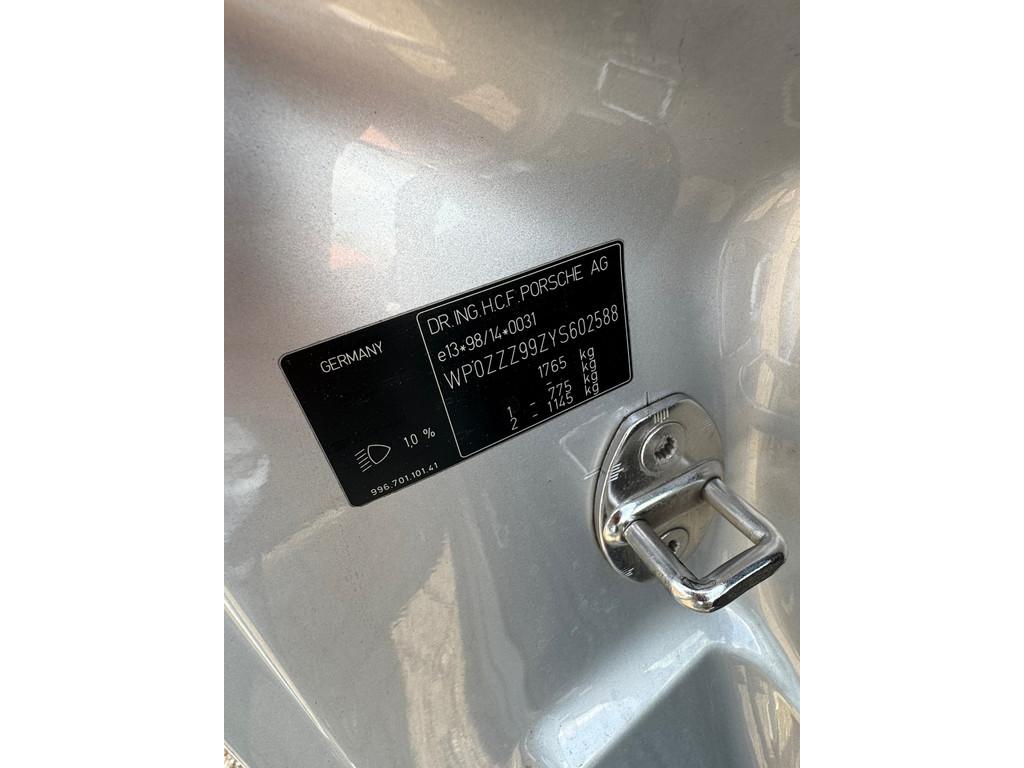 GERMANY
1,0 %
996.701.101.41
DR.ING.H.C.F.PORSCHE AG
e13*98/14*0031
WP0ZZZ99ZYS602588
1765 kg
- kg
1 - 775 kg
2 - 1145 kg